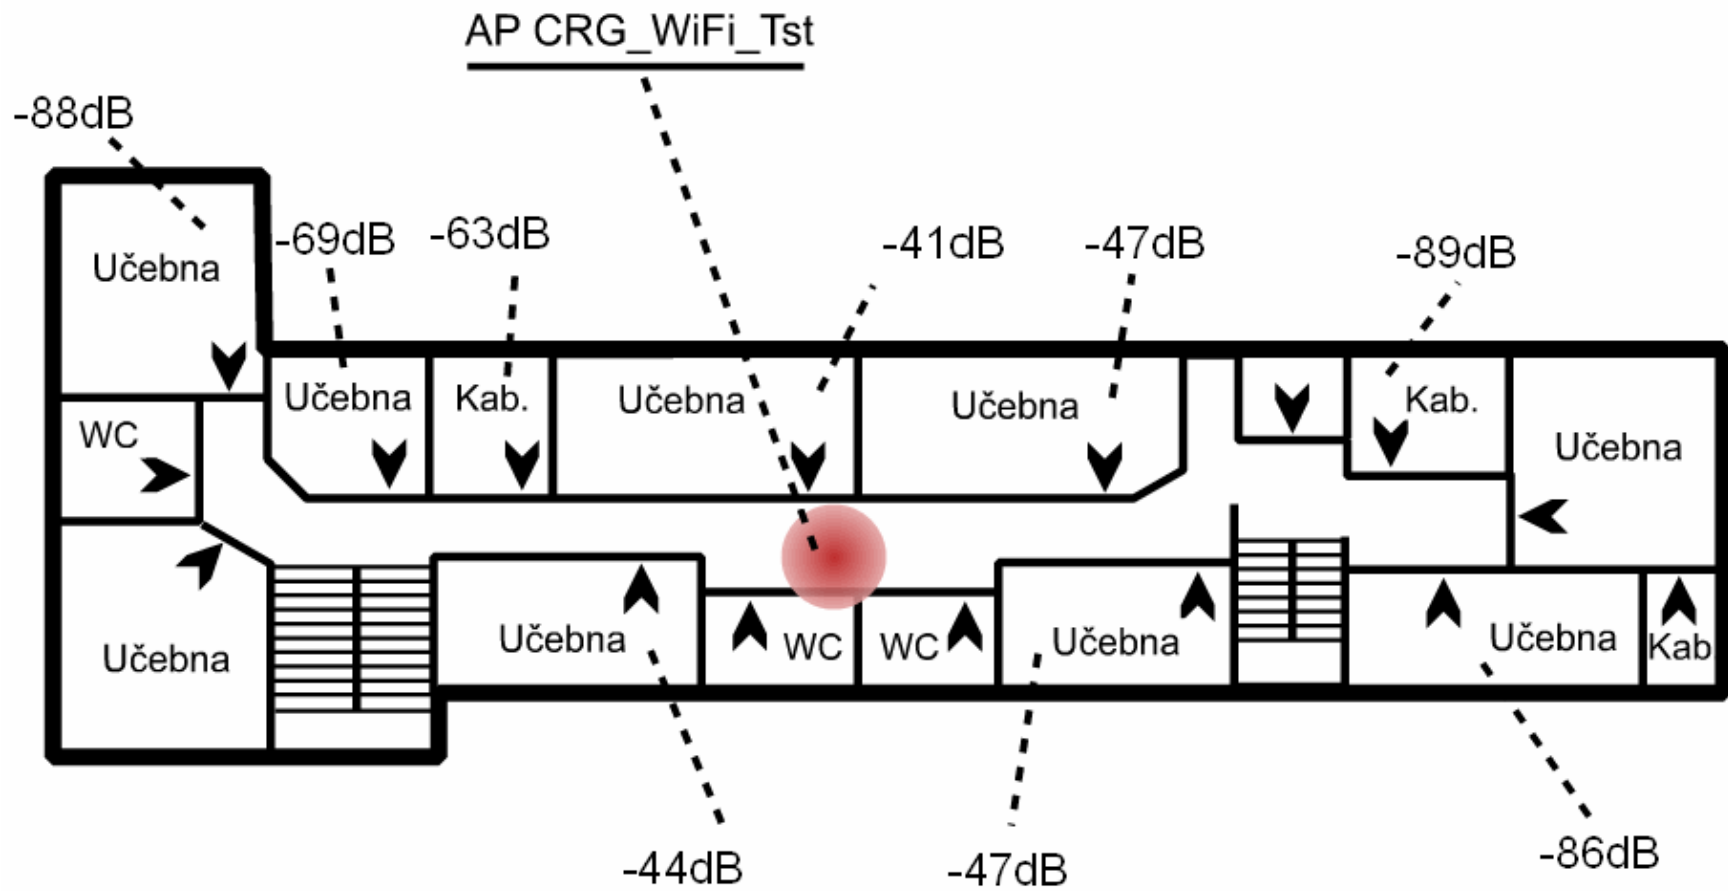 AP CRG_WiFi_Tst
-88dB
-69dB
-63dB
-41dB
-47dB
-89dB
Učebna
Učebna
Kab.
Učebna
Učebna
Kab.
Učebna
WC
Učebna
Učebna
WC
WC
Učebna
Učebna
Kab
-44dB
-47dB
-86dB